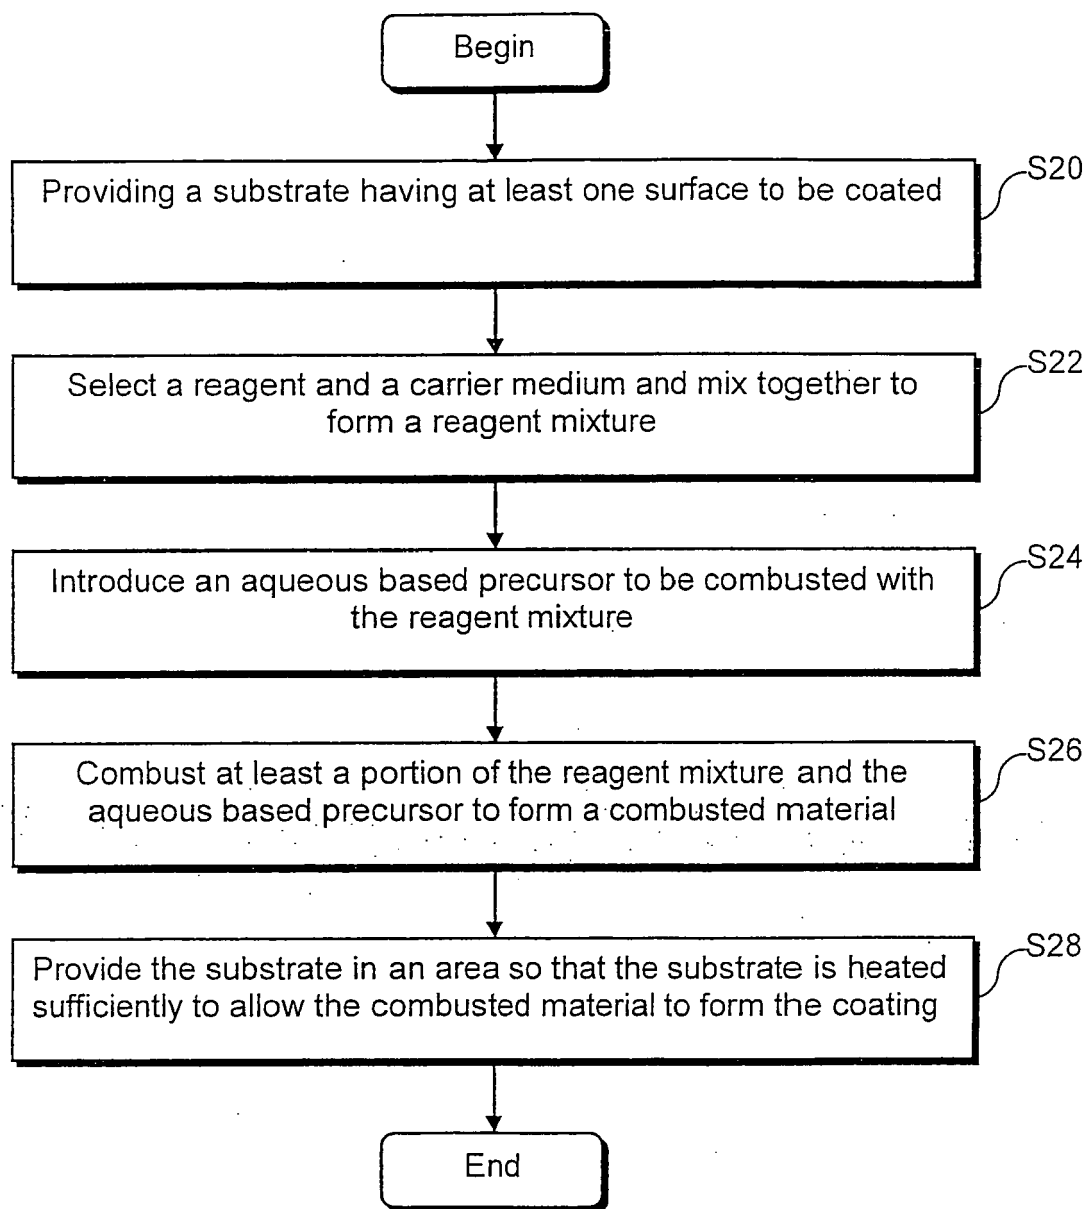 Begin
Providing a substrate having at least one surface to be coated
S20
Select a reagent and a carrier medium and mix together to
form a reagent mixture
S22
Introduce an aqueous based precursor to be combusted with
the reagent mixture
S24
Combust at least a portion of the reagent mixture and the
aqueous based precursor to form a combusted material
S26
Provide the substrate in an area so that the substrate is heated
sufficiently to allow the combusted material to form the coating
S28
End